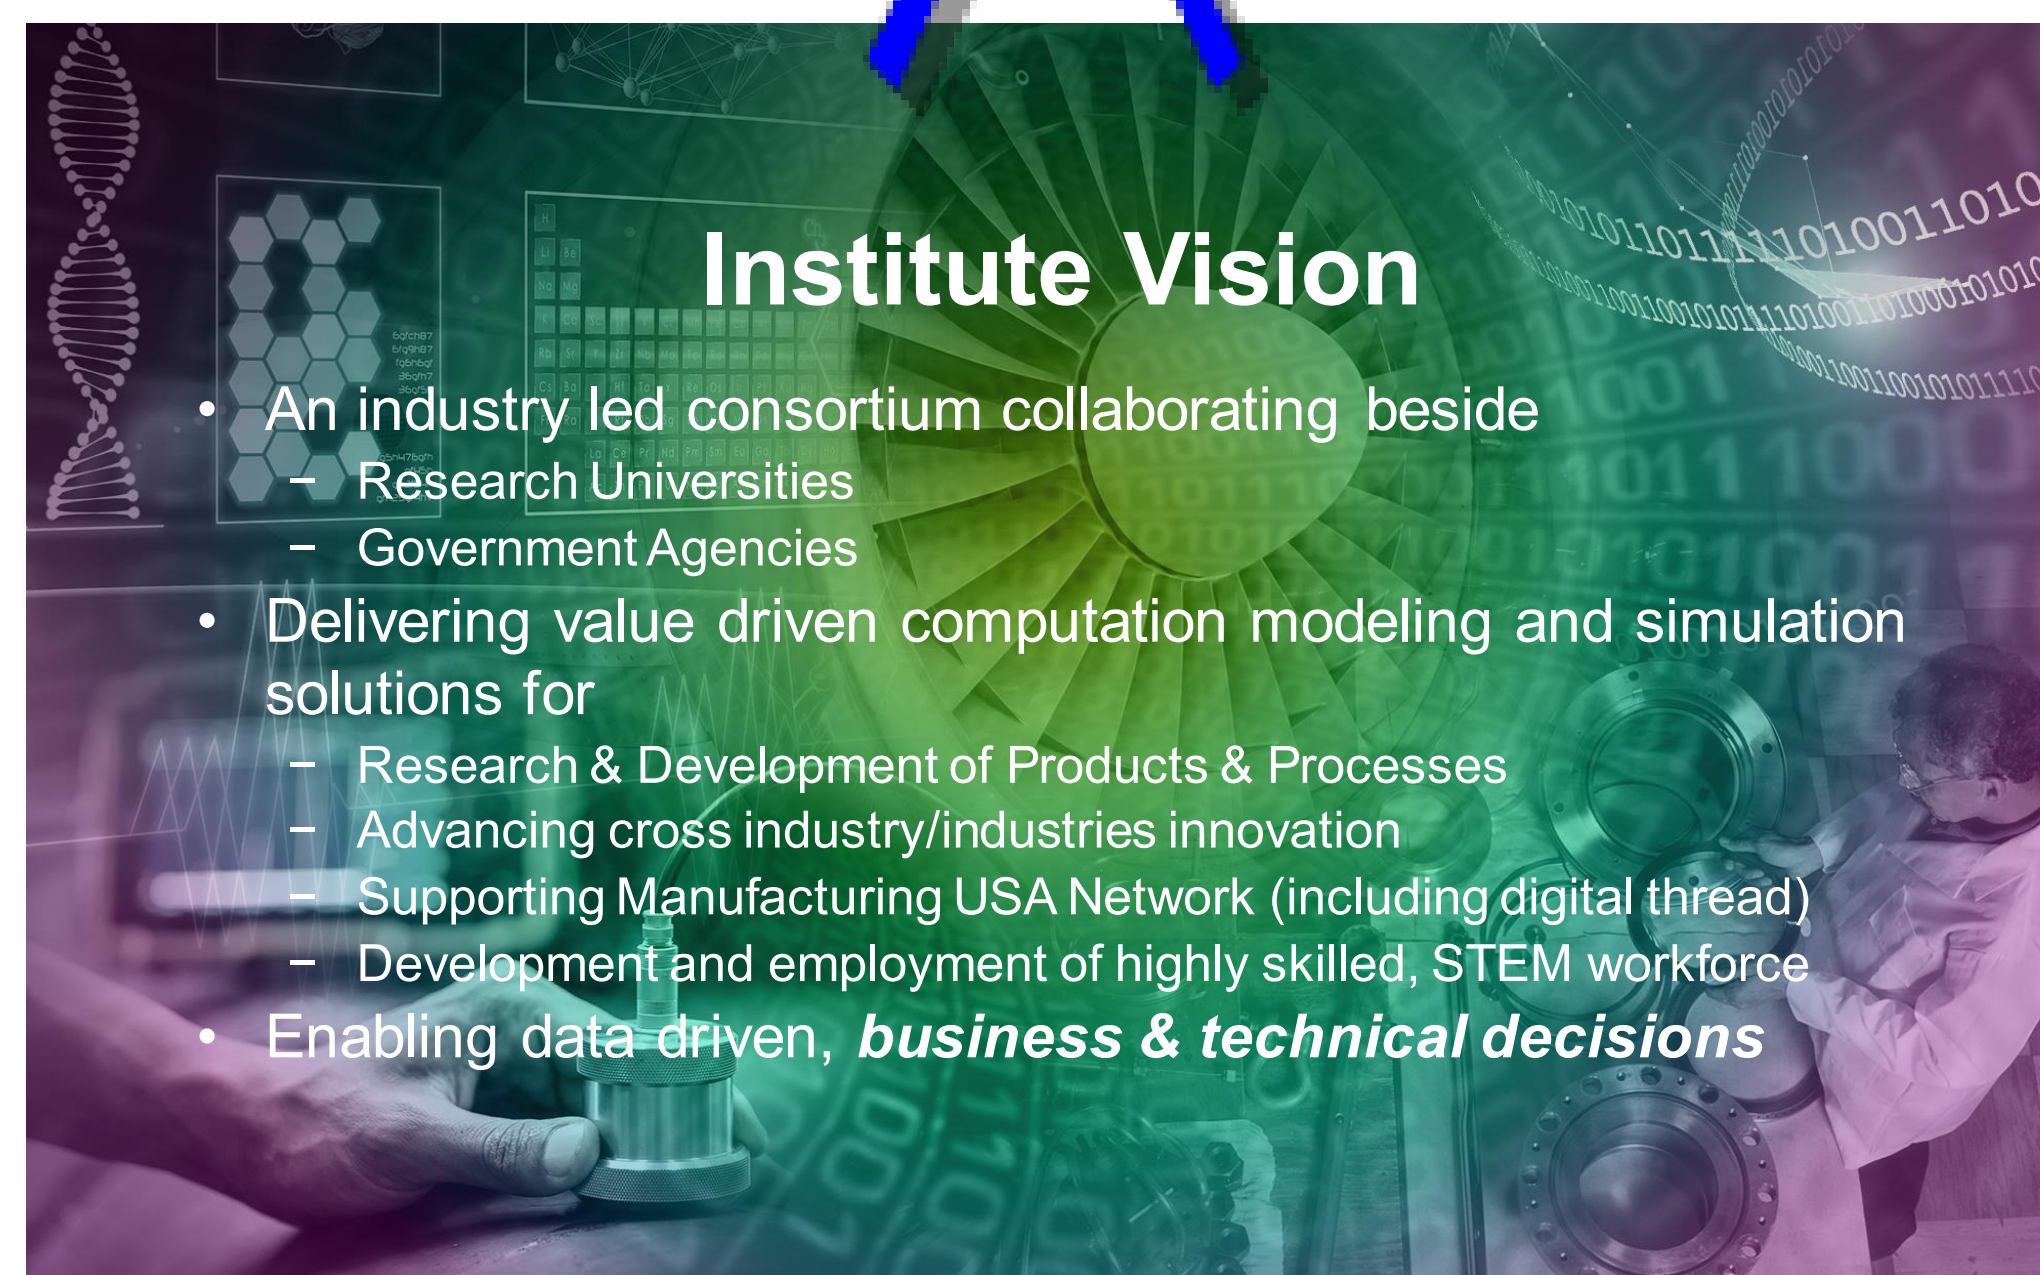 Institute Vision
• An industry led consortium collaborating beside
− Research Universities
− Government Agencies
• Delivering value driven computation modeling and simulation
solutions for
− Research & Development of Products & Processes
− Advancing cross industry/industries innovation
− Supporting Manufacturing USA Network (including digital thread)
− Development and employment of highly skilled, STEM workforce
• Enabling data driven, business & technical decisions